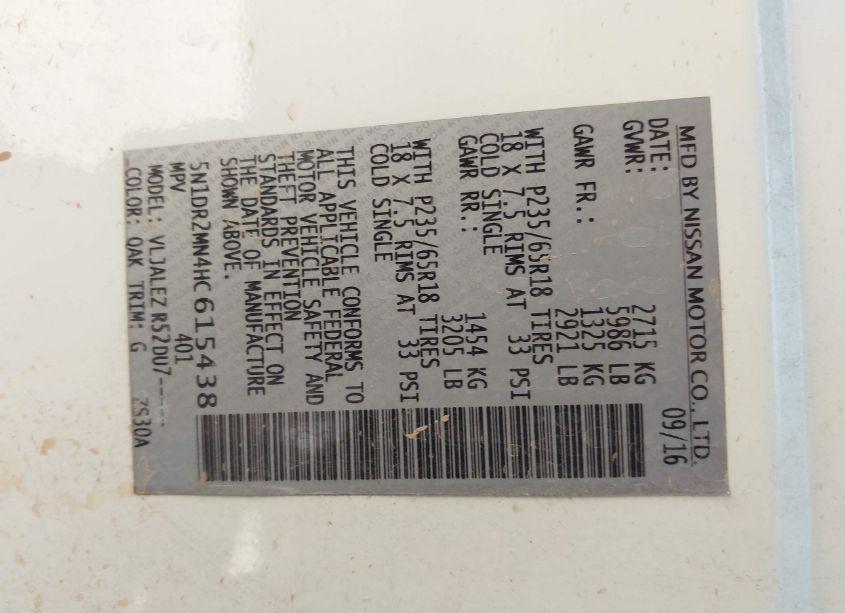 MFD BY NISSAN MOTOR CO., LTD.
DATE: 09/16
GVWR: 2715 KG
5986 LB
GAWR FR.: 1325 KG
2921 LB
WITH P235/65R18 TIRES
18 X 7.5 RIMS AT 33 PSI
COLD SINGLE
GAWR RR.: 1454 KG
3205 LB
WITH P235/65R18 TIRES
18 X 7.5 RIMS AT 33 PSI
COLD SINGLE
THIS VEHICLE CONFORMS TO
ALL APPLICABLE FEDERAL
MOTOR VEHICLE SAFETY AND
THEFT PREVENTION
STANDARDS IN EFFECT ON
THE DATE OF MANUFACTURE
SHOWN ABOVE.
5N1DR2MN4HC615438
MPV 401
MODEL: VLJALEZ R52DU7-----
COLOR: QAK TRIM: G 7S30A